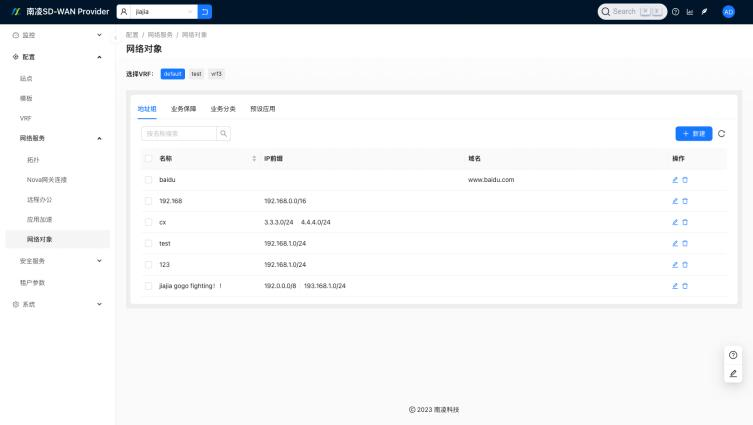 南凌SD-WAN Provider
jiajia
Search
AD
监控
配置
站点
模板
VRF
网络服务
拓扑
Nova网关连接
远程办公
应用加速
网络对象
安全服务
租户参数
系统
配置 / 网络服务 / 网络对象
网络对象
选择VRF: default test vrf3
地址组 业务保障 业务分类 预设应用
按名称搜索
+ 新建
名称 IP前缀 域名 操作
baidu www.baidu.com
192.168 192.168.0.0/16
cx 3.3.3.0/24 4.4.4.0/24
test 192.168.1.0/24
123 192.168.1.0/24
jiajia gogo fighting！！ 192.0.0.0/8 193.168.1.0/24
© 2023 南凌科技